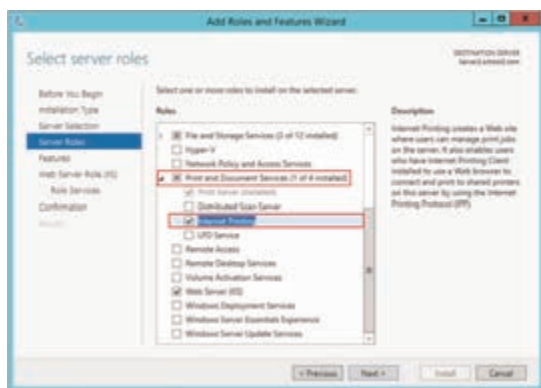 Add Roles and Features Wizard
Select server roles
DESTINATION SERVER
Before You Begin
Installation Type
Server Selection
Server Roles
Features
Web Server Role (IIS)
Role Services
Confirmation
Results
Select one or more roles to install on the selected server.
Roles
File and Storage Services (3 of 12 installed)
Hyper-V
Network Policy and Access Services
Print and Document Services (1 of 4 installed)
Print Server (Installed)
Distributed Scan Server
Internet Printing
LPD Service
Remote Access
Remote Desktop Services
Volume Activation Services
Web Server (IIS)
Windows Deployment Services
Windows Server Essentials Experience
Windows Server Update Services
Description
Internet Printing creates a Web site
where users can manage print jobs
on the server. It also enables users
who have Internet Printing Client
installed to use a Web browser to
connect and print to shared printers
on this server by using the Internet
Printing Protocol (IPP).
< Previous
Next >
Install
Cancel